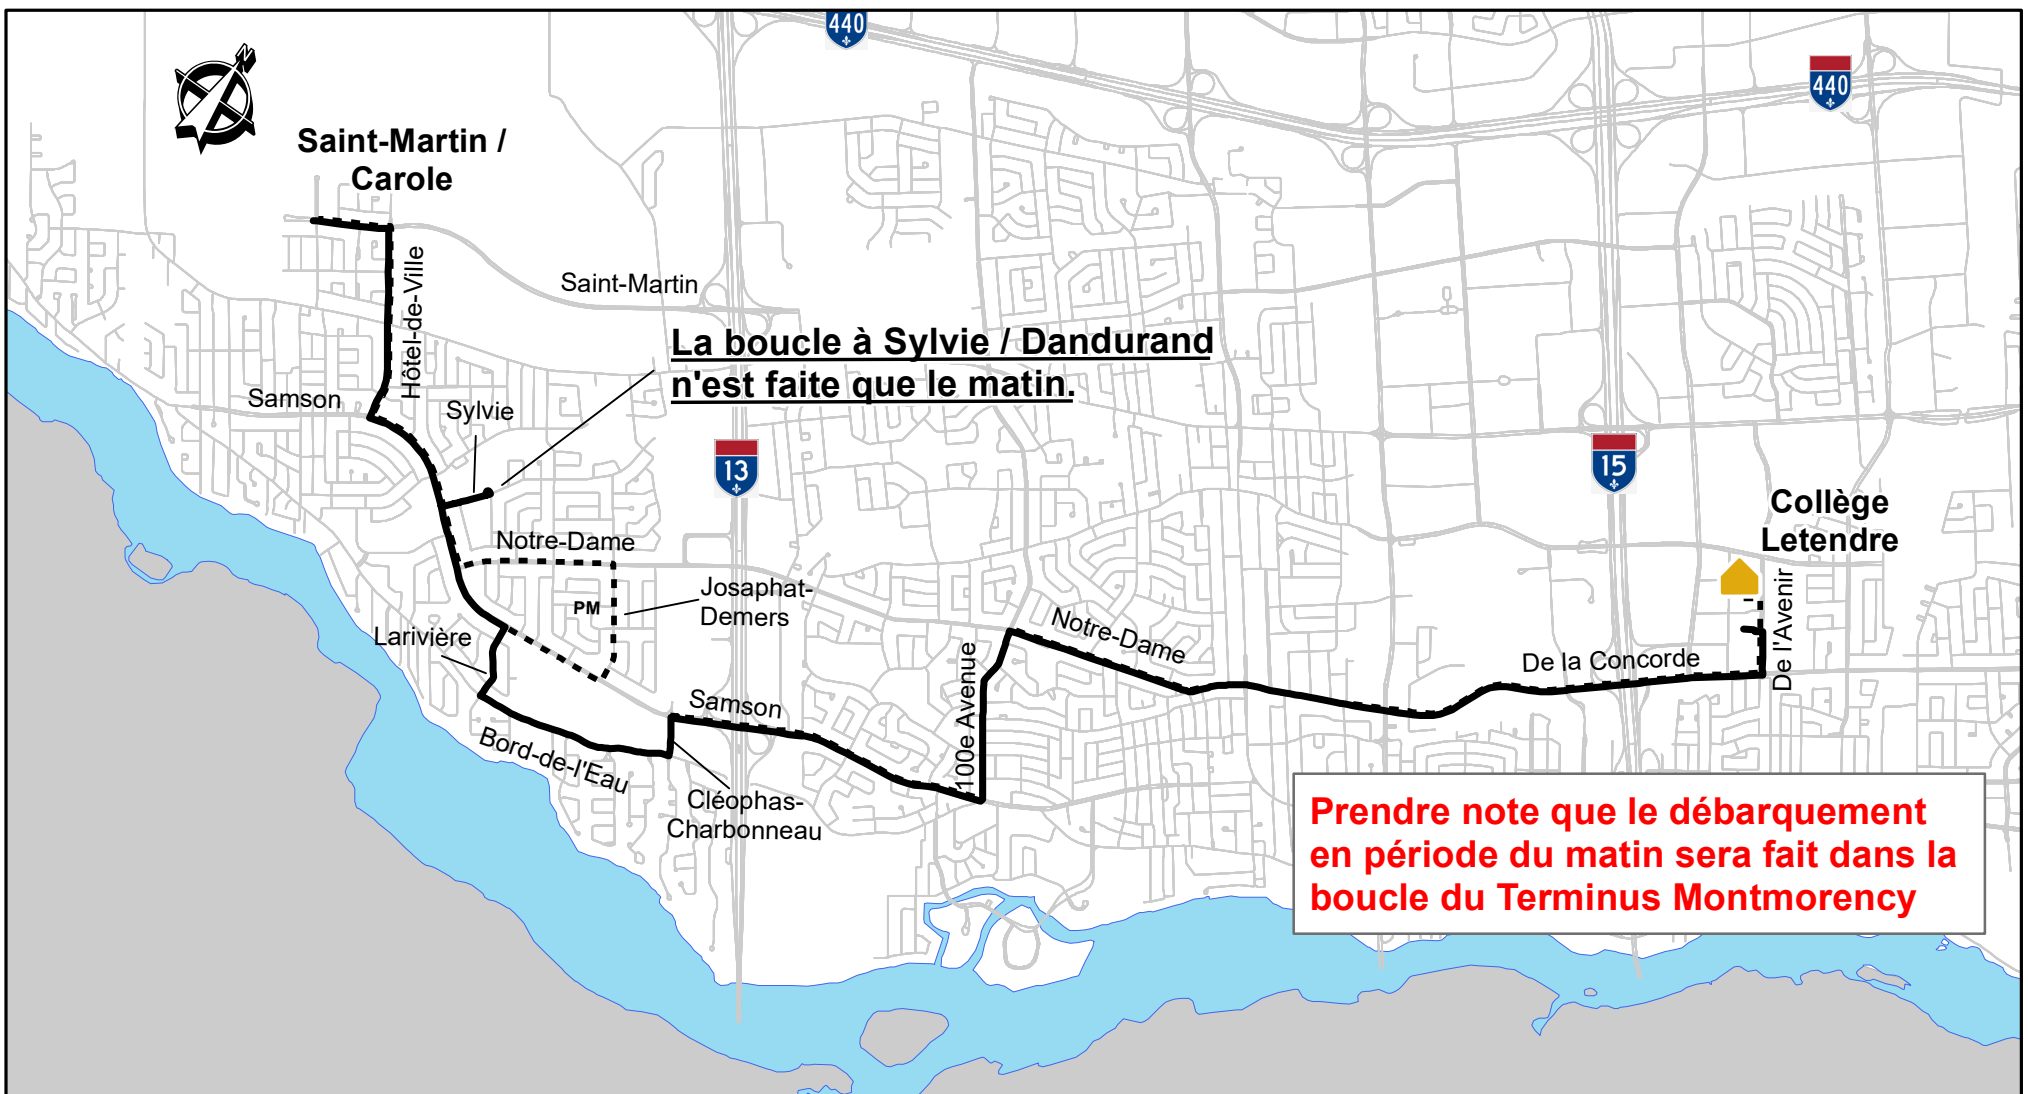 440
440
N
Saint-Martin /
Carole
Hôtel-de-Ville
Saint-Martin
La boucle à Sylvie / Dandurand
n'est faite que le matin.
Samson
Sylvie
13
15
Collège
Letendre
Notre-Dame
Josaphat-
Demers
PM
Larivière
De l'Avenir
Notre-Dame
De la Concorde
100e Avenue
Samson
Bord-de-l'Eau
Cléophas-
Charbonneau
Prendre note que le débarquement
en période du matin sera fait dans la
boucle du Terminus Montmorency